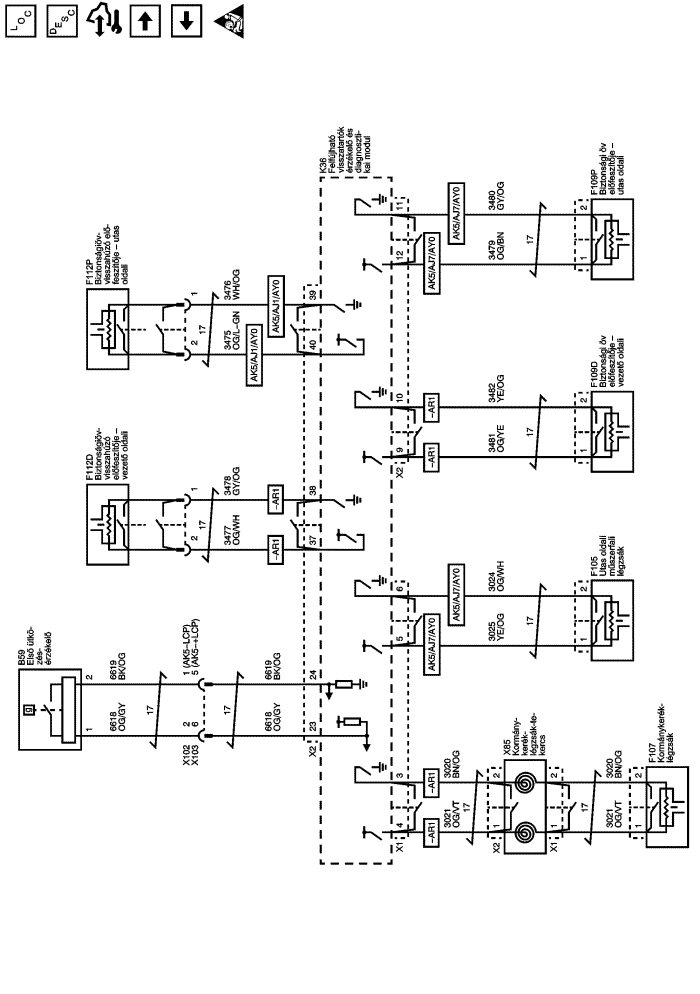 LOC
DESC
B59
Első ütkö-
zés-
érzékelő
1
2
6618
OG/GY
6619
BK/OG
17
X102
X103
2
6
1 (AK5–LCP)
5 (AK5–+LCP)
17
6618
OG/GY
6619
BK/OG
X2
23
24
F112D
Biztonságiöv-
visszahúzó
előfeszítője –
vezető oldali
2
1
17
3477
OG/WH
3478
GY/OG
–AR1
–AR1
37
38
F112P
Biztonságiöv-
visszahúzó elő-
feszítője – utas
oldali
2
1
17
3475
OG/L–GN
3476
WH/OG
AK5/AJ1/AY0
AK5/AJ1/AY0
40
39
K36
Felfújható
visszatartók
érzékelő és
diagnoszti-
kai modul
X1
4
3
5
6
X2
9
10
12
11
–AR1
–AR1
3021
OG/VT
3020
BN/OG
17
X2
1
2
X85
Kormány-
kerék-
légzsák-te-
kercs
X1
1
2
3021
OG/VT
3020
BN/OG
17
1
2
F107
Kormánykerék-
légzsák
AK5/AJ7/AY0
AK5/AJ7/AY0
3025
YE/OG
3024
OG/WH
17
1
2
F105
Utas oldali
műszerfali
légzsák
–AR1
–AR1
3481
OG/YE
3482
YE/OG
17
1
2
F109D
Biztonsági öv
előfeszítője –
vezető oldali
AK5/AJ7/AY0
AK5/AJ7/AY0
3479
OG/BN
3480
GY/OG
17
1
2
F109P
Biztonsági öv
előfeszítője –
utas oldali